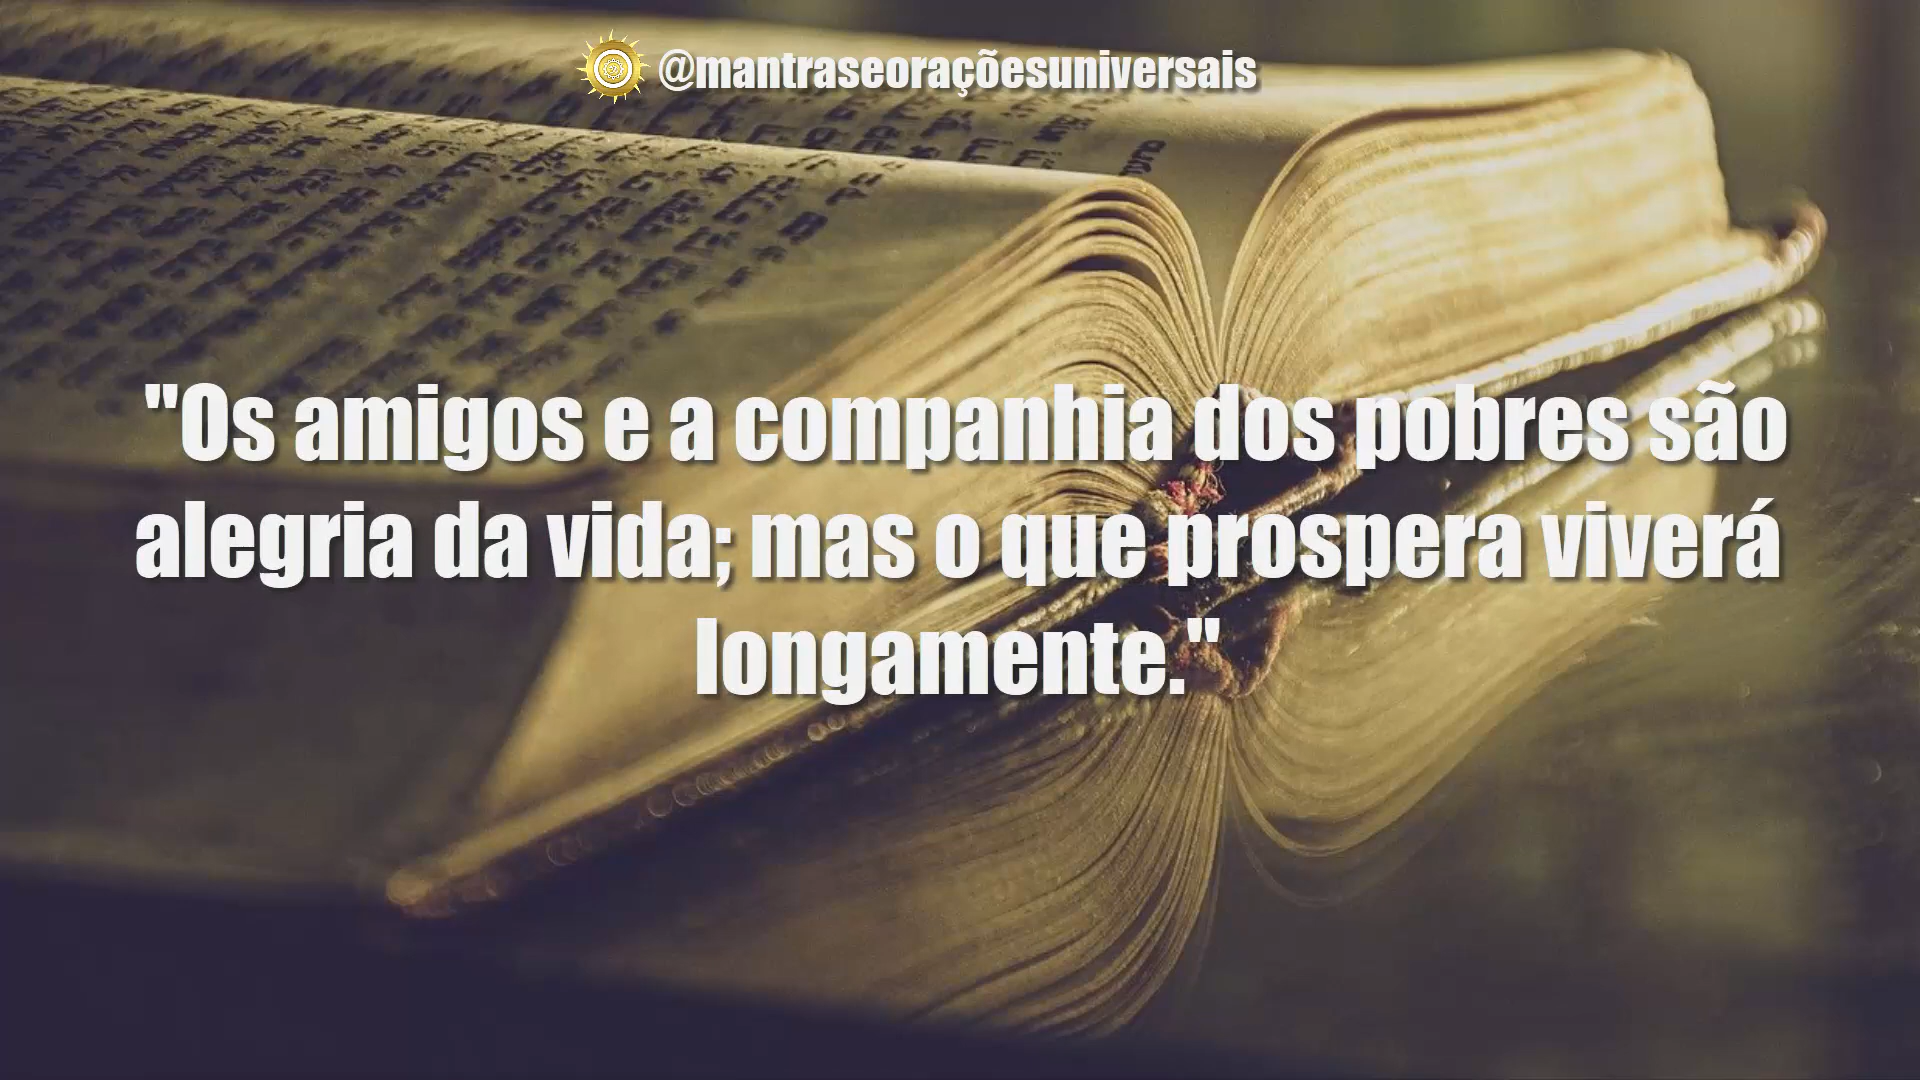 @mantraseoraçõesuniversais
"Os amigos e a companhia dos pobres são
alegria da vida; mas o que prospera viverá
longamente."